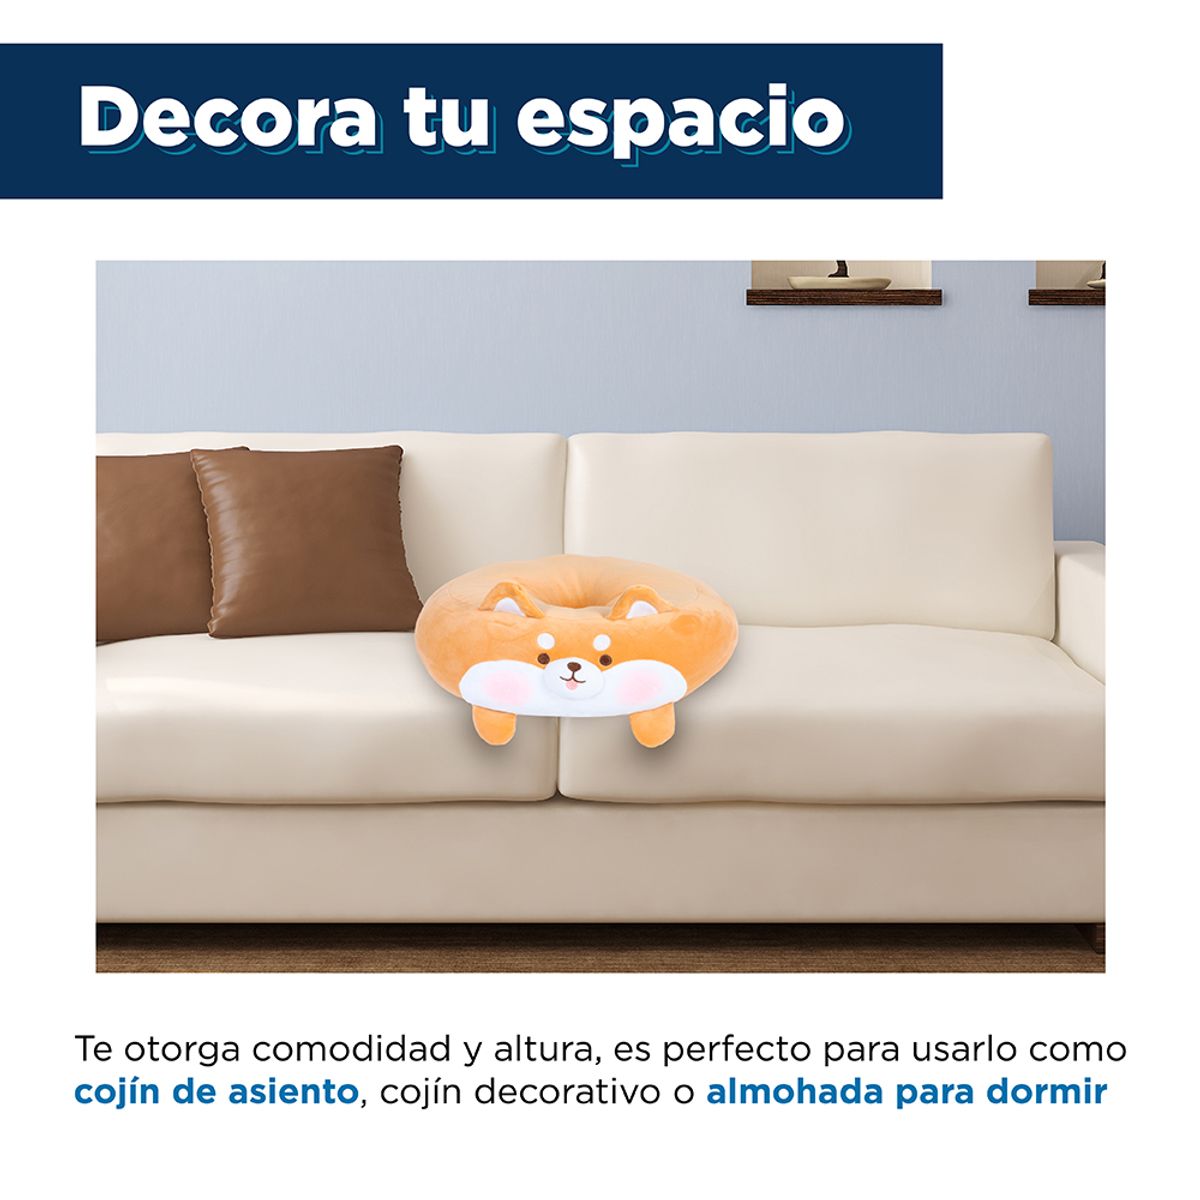 Decora tu espacio
Te otorga comodidad y altura, es perfecto para usarlo como
cojín de asiento, cojín decorativo o almohada para dormir